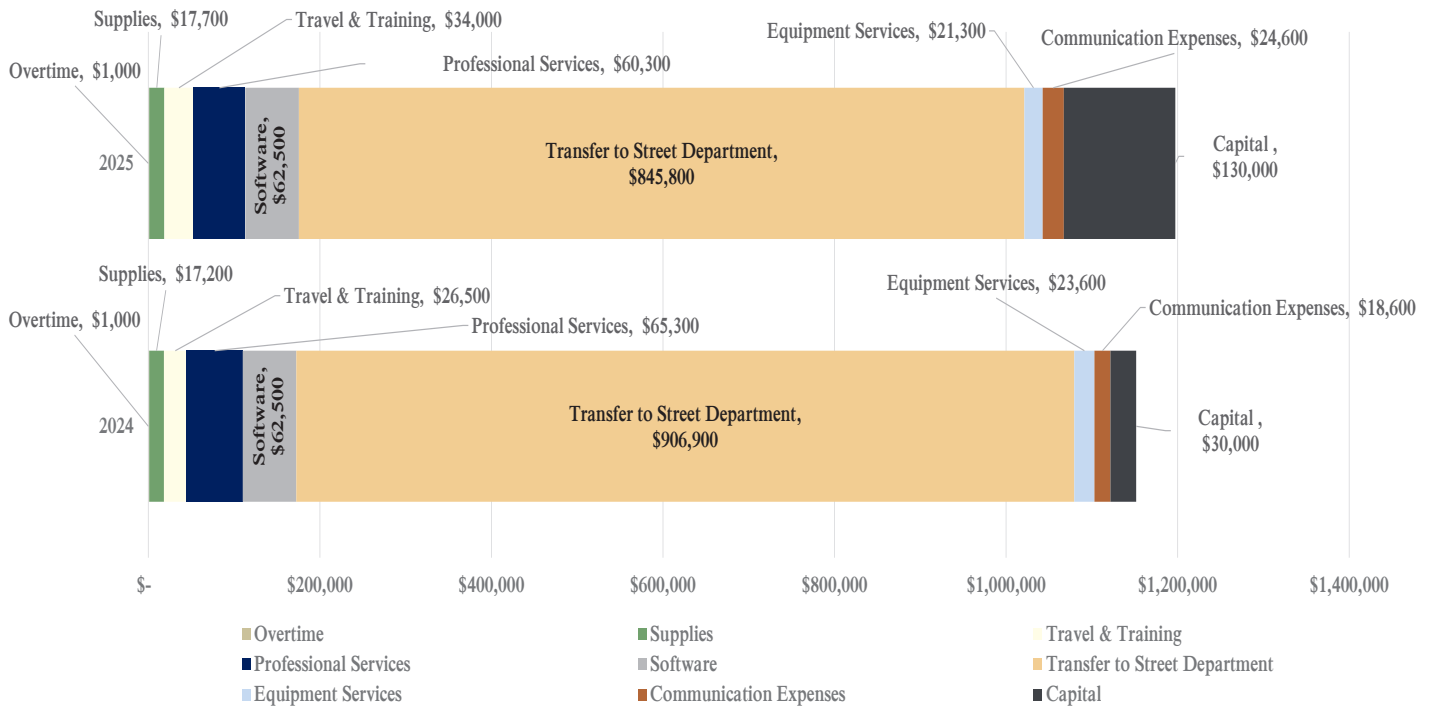 Supplies, $17,700
Travel & Training, $34,000
Equipment Services, $21,300
Communication Expenses, $24,600
Overtime, $1,000
Professional Services, $60,300
2025
Software,
$62,500
Transfer to Street Department,
$845,800
Capital ,
$130,000
Supplies, $17,200
Travel & Training, $26,500
Equipment Services, $23,600
Communication Expenses, $18,600
Overtime, $1,000
Professional Services, $65,300
2024
Software,
$62,500
Transfer to Street Department,
$906,900
Capital ,
$30,000
$- $200,000 $400,000 $600,000 $800,000 $1,000,000 $1,200,000 $1,400,000
Overtime Supplies Travel & Training
Professional Services Software Transfer to Street Department
Equipment Services Communication Expenses Capital